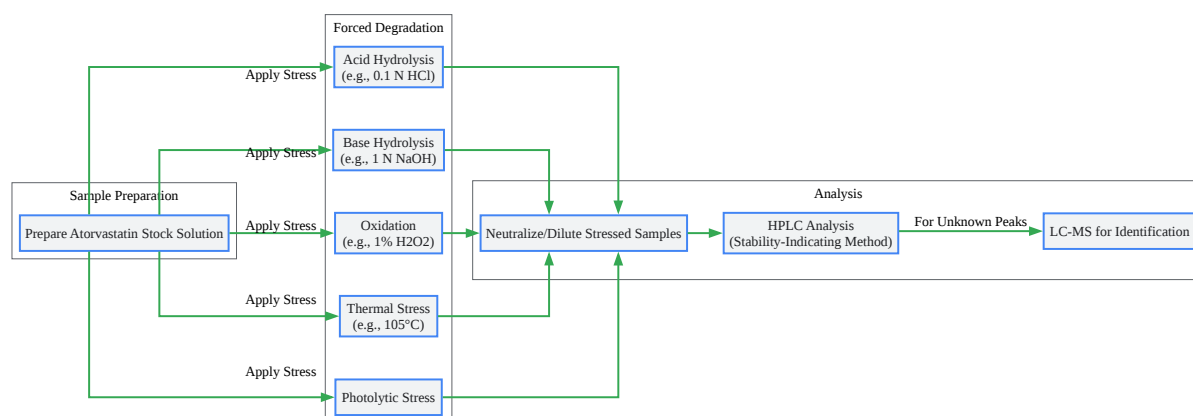 Forced Degradation
Acid Hydrolysis
(e.g., 0.1 N HCl)
Apply Stress
Base Hydrolysis
(e.g., 1 N NaOH)
Apply Stress
Sample Preparation
Prepare Atorvastatin Stock Solution
Apply Stress
Oxidation
(e.g., 1% H2O2)
Analysis
Neutralize/Dilute Stressed Samples
HPLC Analysis
(Stability-Indicating Method)
For Unknown Peaks
LC-MS for Identification
Apply Stress
Thermal Stress
(e.g., 105°C)
Apply Stress
Photolytic Stress